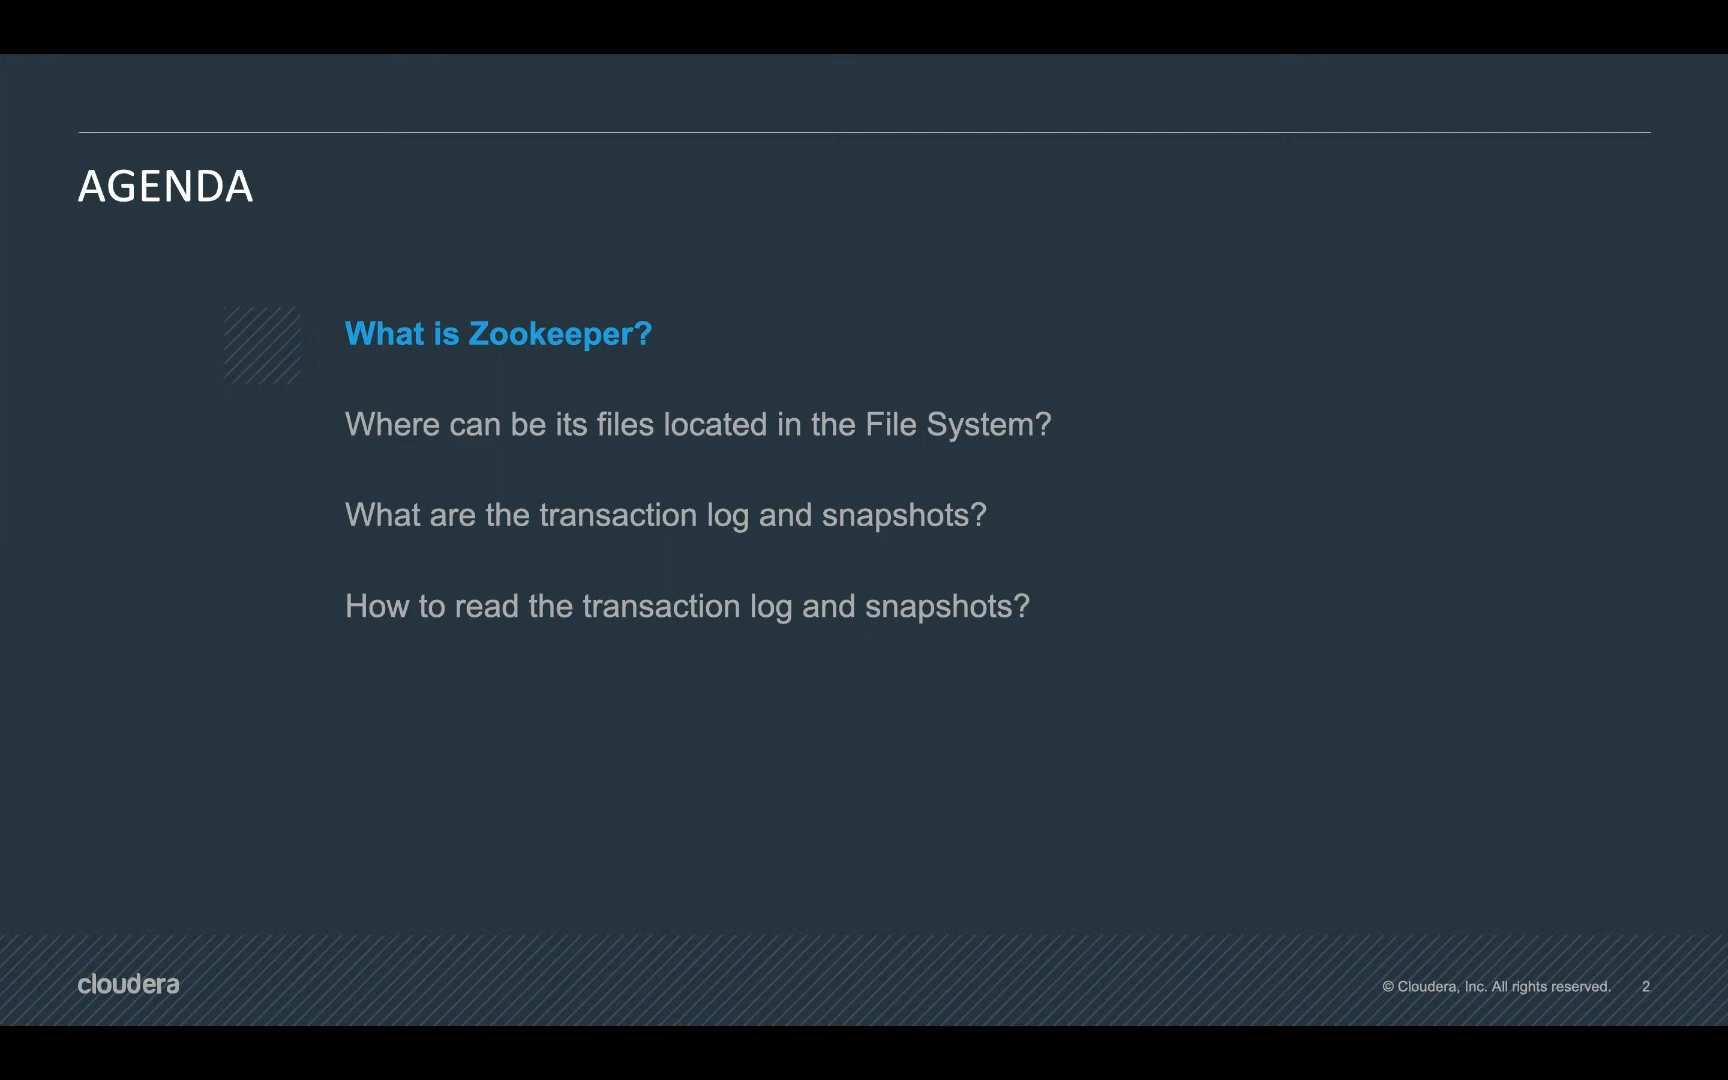 AGENDA
What is Zookeeper?
Where can be its files located in the File System?
What are the transaction log and snapshots?
How to read the transaction log and snapshots?
cloudera
© Cloudera, Inc. All rights reserved. 2